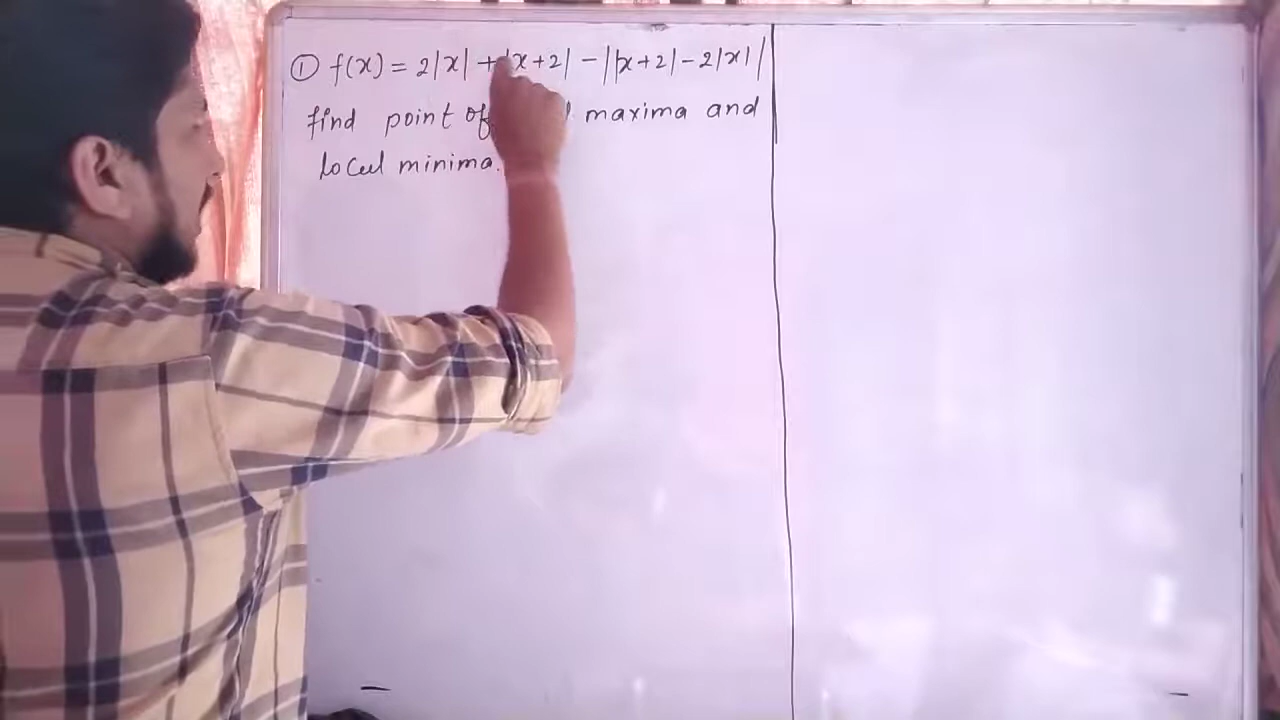 ① f(x) = 2|x| + |x+2| - ||x+2| - 2|x||
find point of maxima and
local minima.